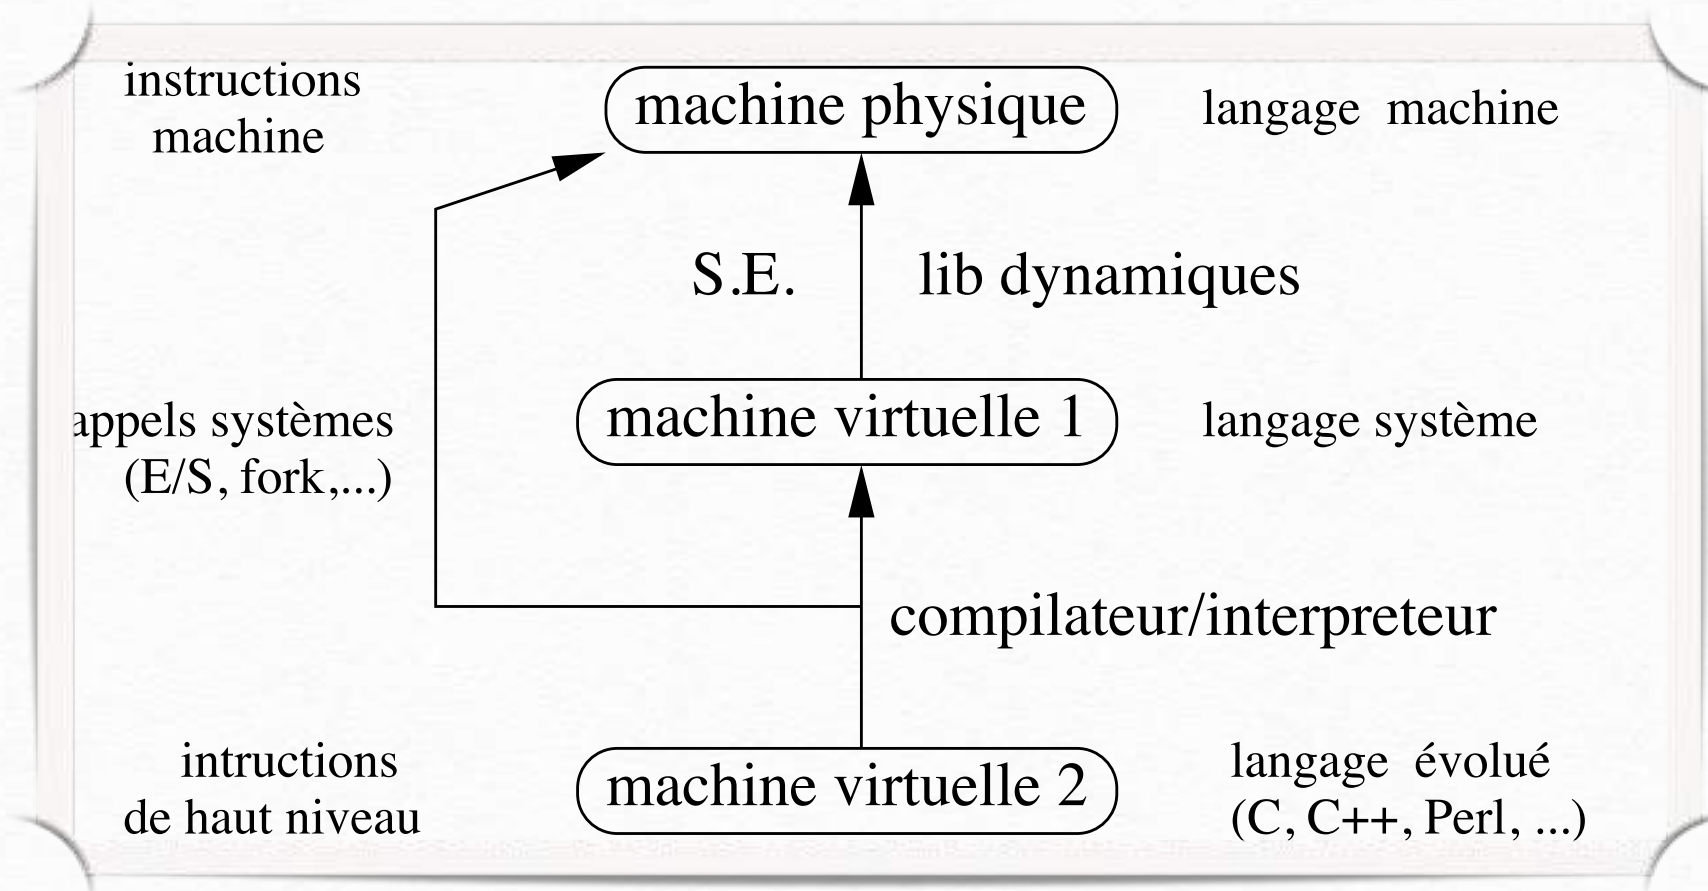 instructions
machine
machine physique
langage machine
S.E.
lib dynamiques
appels systèmes
(E/S, fork,...)
machine virtuelle 1
langage système
compilateur/interpreteur
intructions
de haut niveau
machine virtuelle 2
langage évolué
(C, C++, Perl, ...)